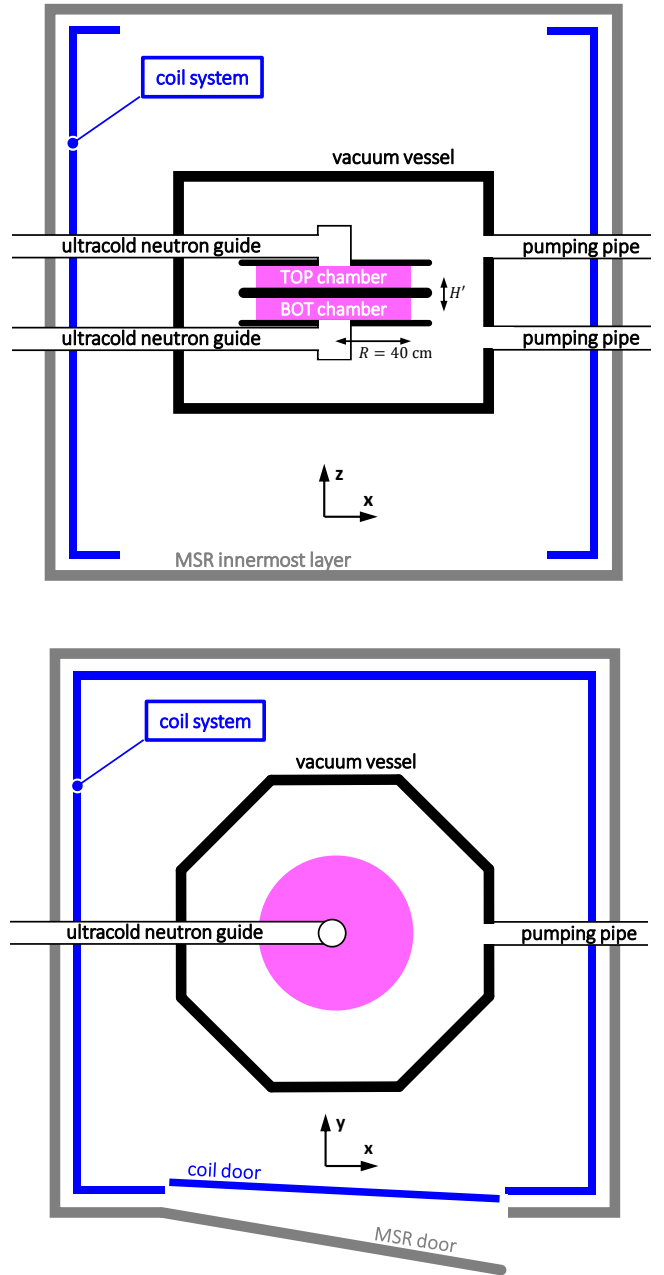 coil system
vacuum vessel
ultracold neutron guide
pumping pipe
TOP chamber
H′
BOT chamber
ultracold neutron guide
pumping pipe
R = 40 cm
z
x
MSR innermost layer
coil system
vacuum vessel
ultracold neutron guide
pumping pipe
y
x
coil door
MSR door